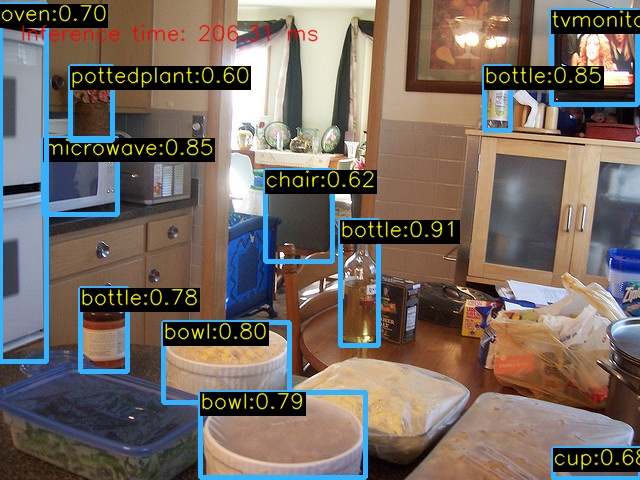 oven:0.70
Inference time: 206.31 ms
tvmonito
pottedplant:0.60
bottle:0.85
microwave:0.85
chair:0.62
bottle:0.91
bottle:0.78
bowl:0.80
bowl:0.79
cup:0.68